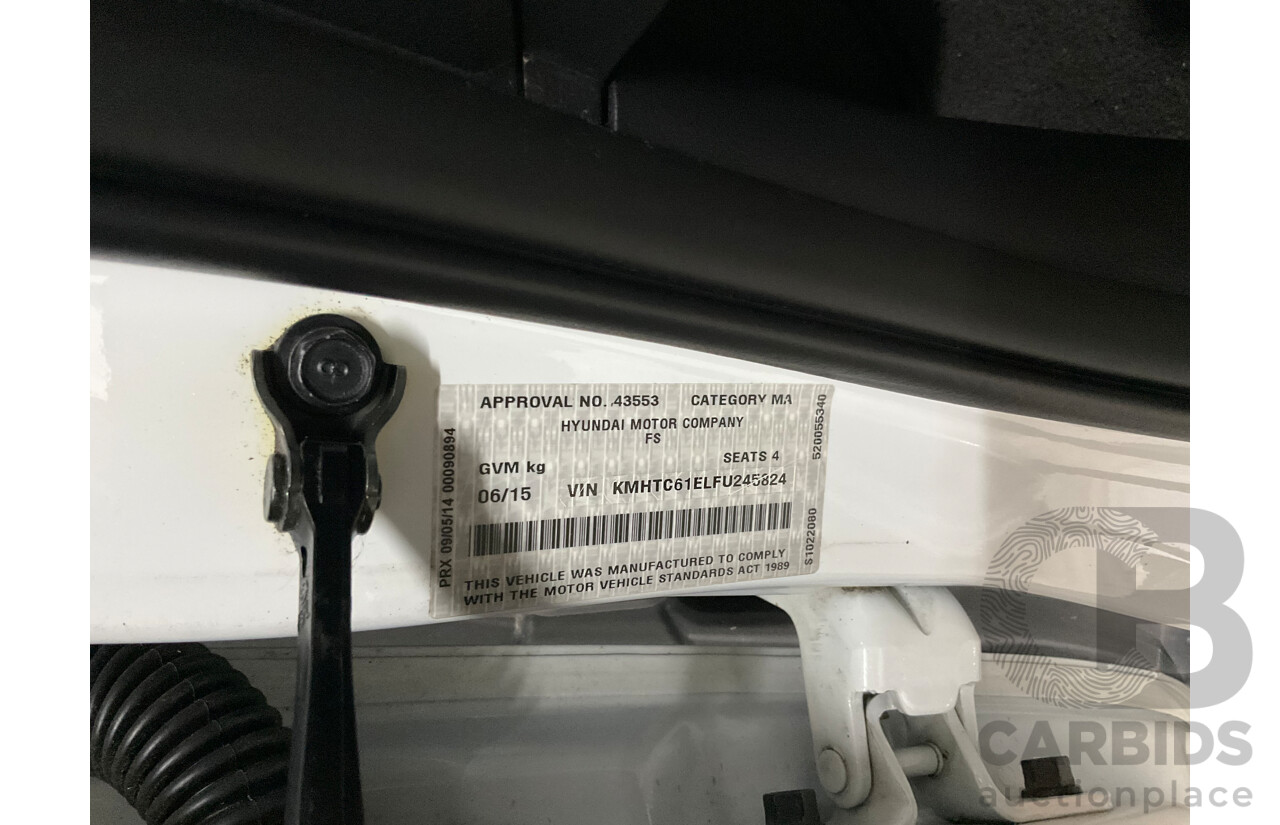 APPROVAL NO. 43553 CATEGORY MA
HYUNDAI MOTOR COMPANY
FS
SEATS 4
GVM kg
06/15 VIN KMHTC61ELFU245824
THIS VEHICLE WAS MANUFACTURED TO COMPLY
WITH THE MOTOR VEHICLE STANDARDS ACT 1989
PRX 09/05/14 00090894
520055340
S1022080
CARBIDS
auctionplace